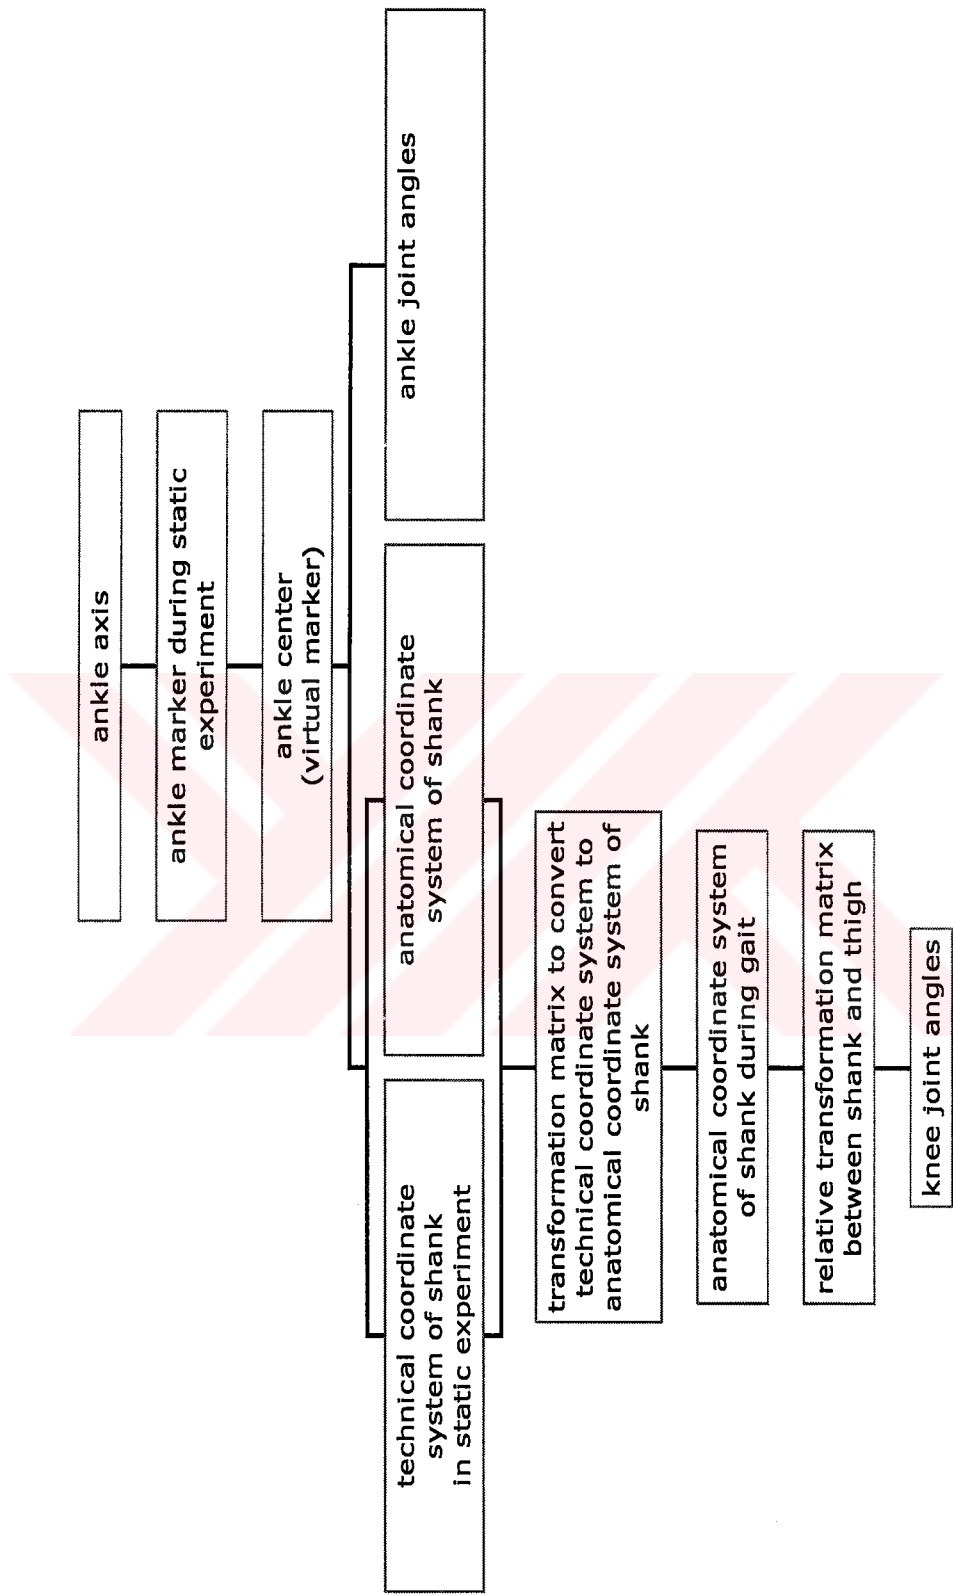 ankle axis
ankle marker during static
experiment
ankle center
(virtual marker)
technical coordinate
system of shank
in static experiment
anatomical coordinate
system of shank
ankle joint angles
transformation matrix to convert
technical coordinate system to
anatomical coordinate system of
shank
anatomical coordinate system
of shank during gait
relative transformation matrix
between shank and thigh
knee joint angles